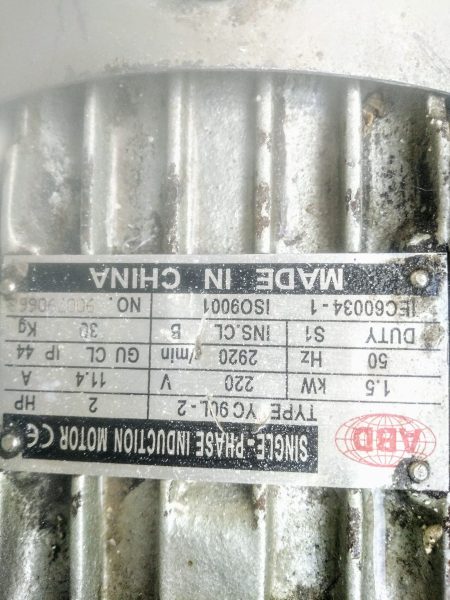 ABD
SINGLE-PHASE INDUCTION MOTOR CE
TYPE YC 90L-2 2 HP
1.5 kW 220 V 11.4 A
50 Hz 2920 r/min GU CL IP 44
DUTY S1 INS.CL B 30 Kg
IEC60034-1 ISO9001 NO.
MADE IN CHINA